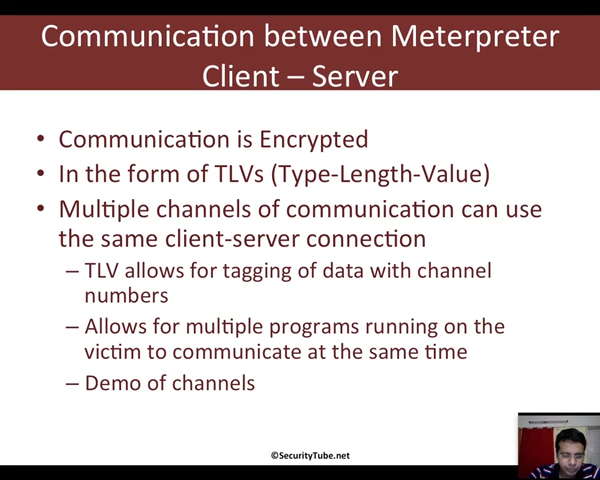 Communication between Meterpreter
Client – Server
• Communication is Encrypted
• In the form of TLVs (Type-Length-Value)
• Multiple channels of communication can use
the same client-server connection
– TLV allows for tagging of data with channel
numbers
– Allows for multiple programs running on the
victim to communicate at the same time
– Demo of channels
©SecurityTube.net